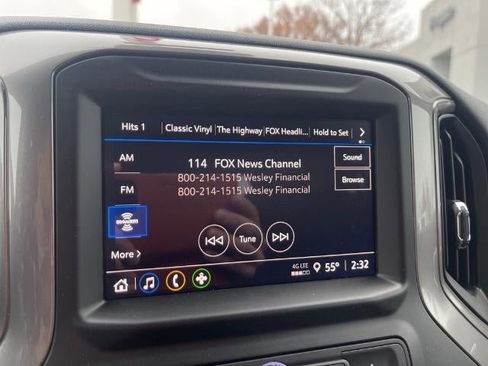 Hits 1 Classic Vinyl The Highway FOX Headli... Hold to Set
AM 114 FOX News Channel Sound
800-214-1515 Wesley Financial
FM 800-214-1515 Wesley Financial Browse
SiriusXM
Tune
More >
4G LTE 55° 2:32